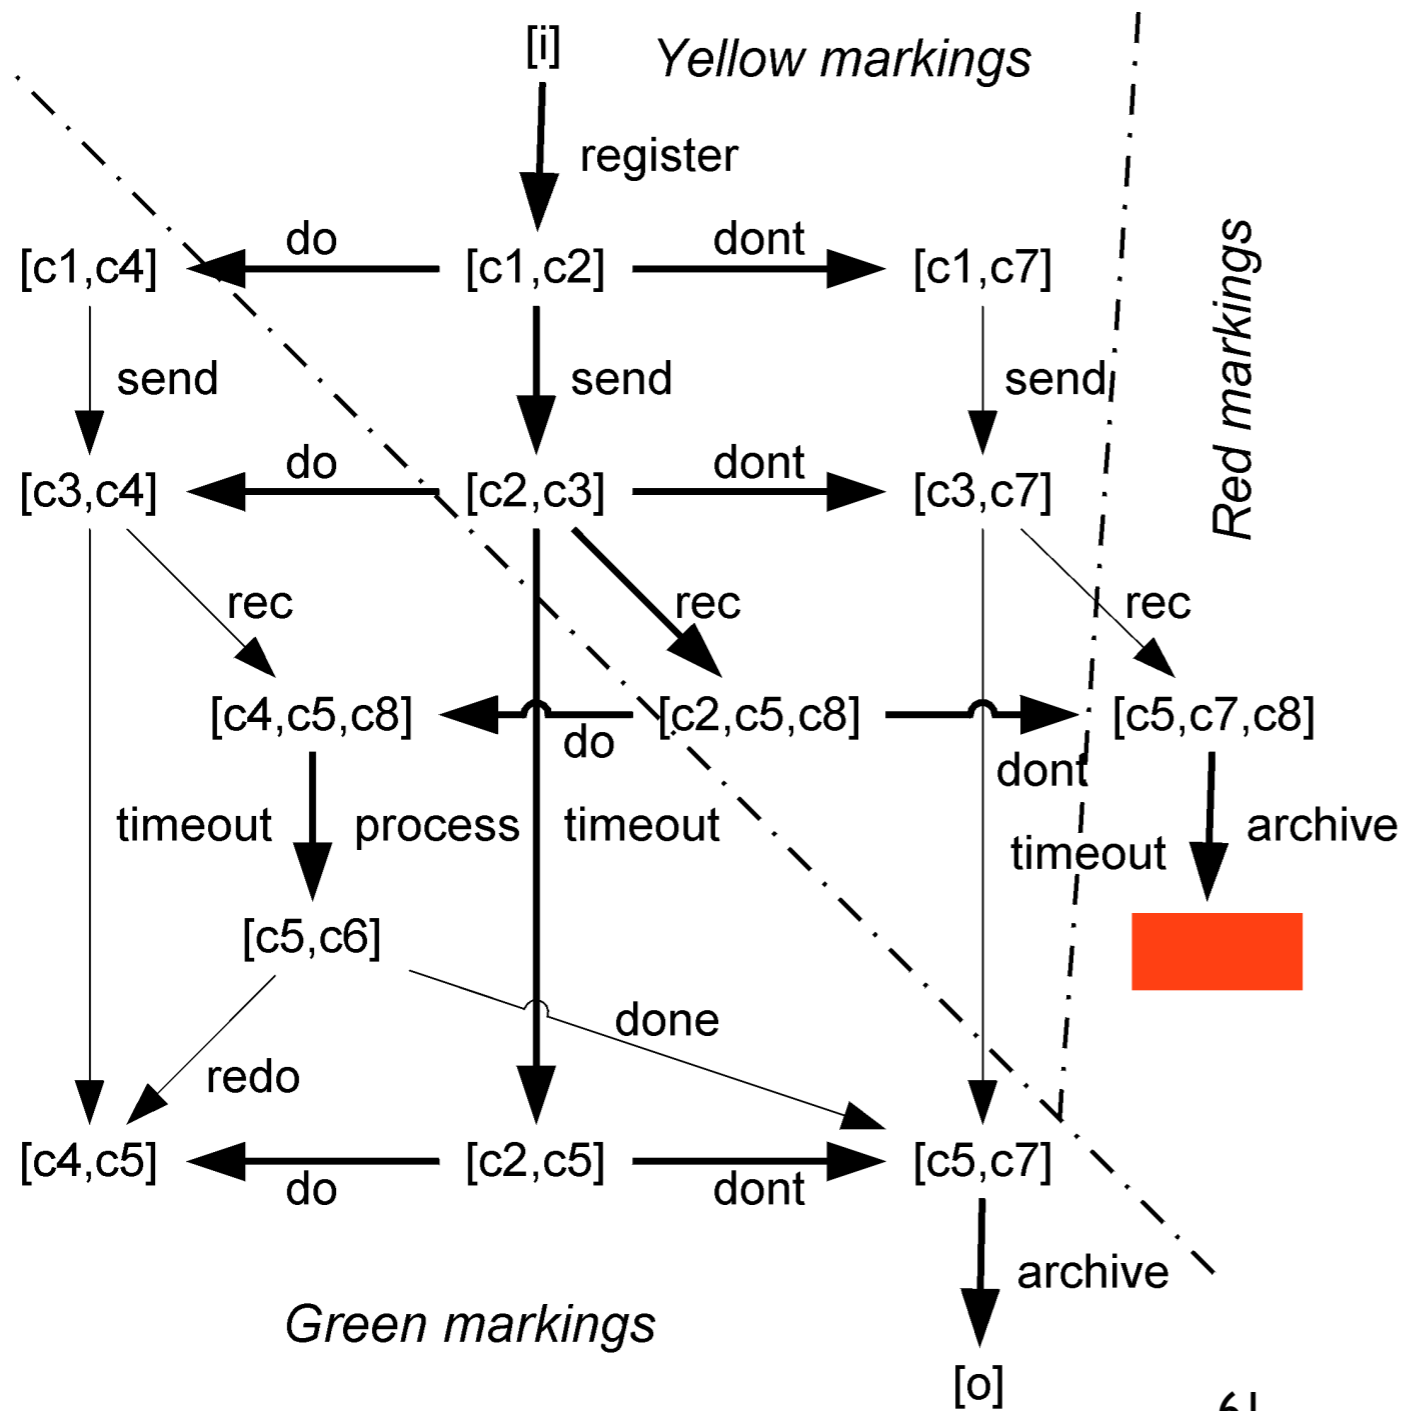 [i]
Yellow markings
register
do
dont
[c1,c4]
[c1,c2]
[c1,c7]
Red markings
send
send
send
do
dont
[c3,c4]
[c2,c3]
[c3,c7]
rec
rec
rec
[c4,c5,c8]
[c2,c5,c8]
[c5,c7,c8]
do
dont
timeout
process
timeout
timeout
archive
[c5,c6]
done
redo
[c4,c5]
[c2,c5]
[c5,c7]
do
dont
archive
Green markings
[o]